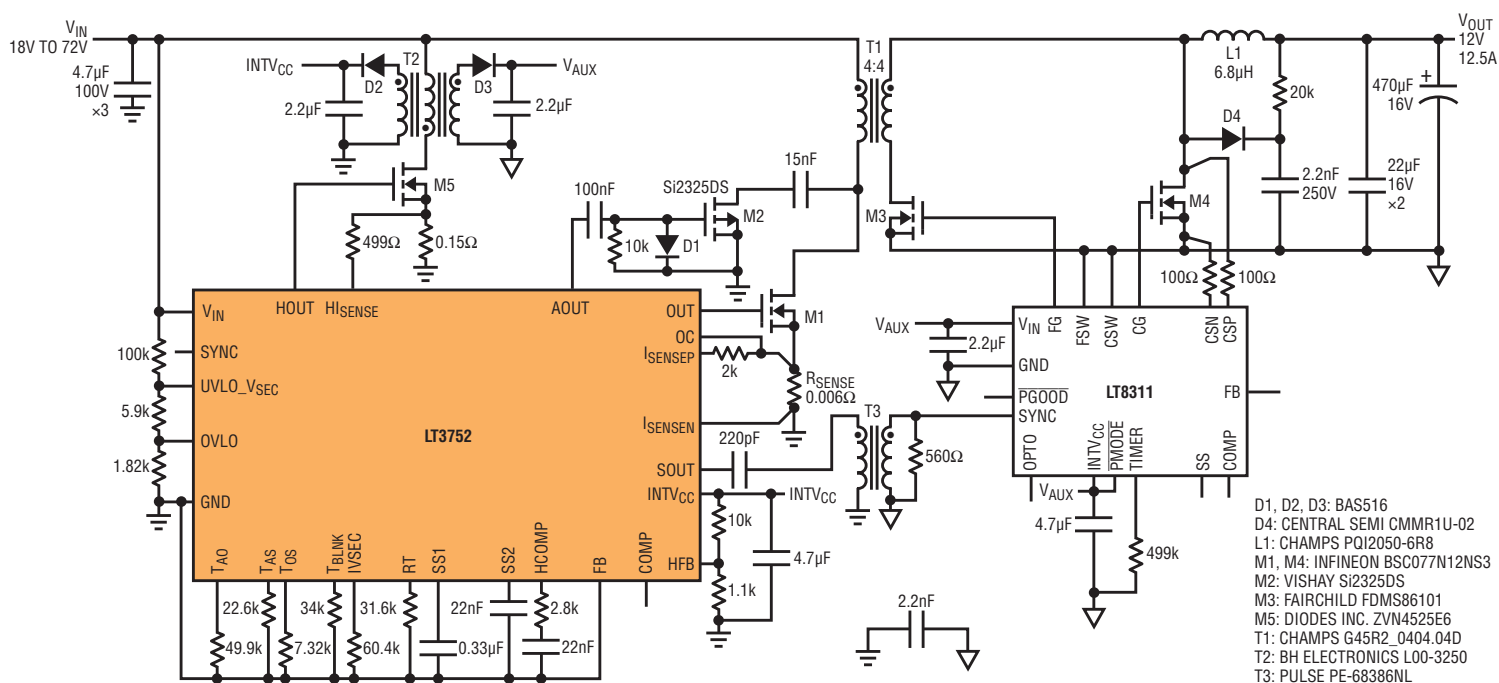 VIN
18V TO 72V
4.7µF
100V
×3
INTVCC
D2
T2
D3
VAUX
2.2µF
2.2µF
M5
499Ω
0.15Ω
100nF
10k
D1
Si2325DS
M2
15nF
T1
4:4
M3
M1
L1
6.8µH
VOUT
12V
12.5A
20k
D4
470µF
+
16V
2.2nF
250V
22µF
16V
×2
M4
100Ω
100Ω
HOUT
HISENSE
AOUT
OUT
OC
ISENSEP
2k
RSENSE
0.006Ω
ISENSEN
SOUT
INTVCC
HFB
COMP
VIN
SYNC
UVLO_VSEC
OVLO
GND
LT3752
100k
5.9k
1.82k
TAO
TAS
TOS
TBLNK
IVSEC
RT
SS1
SS2
HCOMP
FB
49.9k
22.6k
7.32k
34k
60.4k
31.6k
0.33µF
22nF
2.8k
22nF
220pF
T3
560Ω
INTVCC
10k
4.7µF
1.1k
2.2nF
VAUX
2.2µF
VIN
FG
FSW
CSW
CG
CSN
CSP
GND
PGOOD
SYNC
LT8311
FB
OPTO
INTVCC
PMODE
TIMER
SS
COMP
VAUX
4.7µF
499k
D1, D2, D3: BAS516
D4: CENTRAL SEMI CMMR1U-02
L1: CHAMPS PQI2050-6R8
M1, M4: INFINEON BSC077N12NS3
M2: VISHAY Si2325DS
M3: FAIRCHILD FDMS86101
M5: DIODES INC. ZVN4525E6
T1: CHAMPS G45R2_0404.04D
T2: BH ELECTRONICS L00-3250
T3: PULSE PE-68386NL